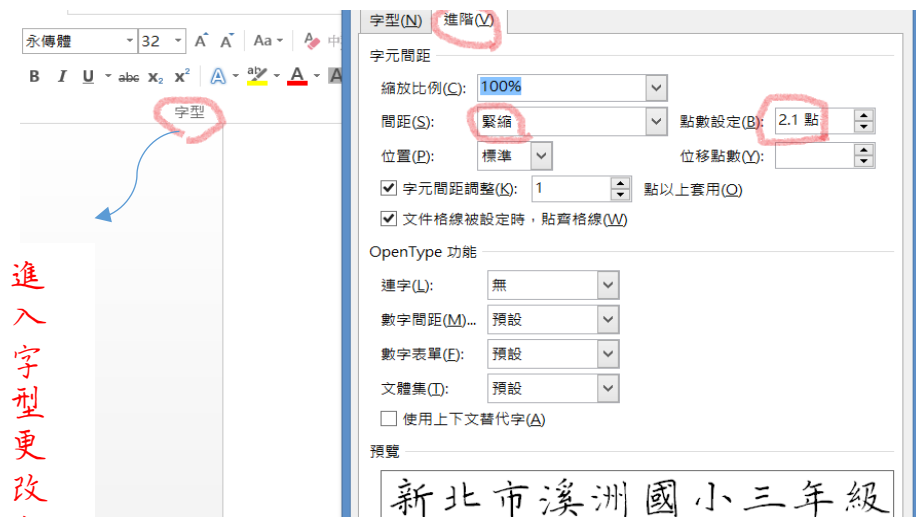 永傳體 32 A A Aa 中
B I U abc x₂ x² A aby A A
字型
進入字型更改
字型(N) 進階(V)
字元間距
縮放比例(C): 100%
間距(S): 緊縮 點數設定(B): 2.1 點
位置(P): 標準 位移點數(Y):
字元間距調整(K): 1 點以上套用(O)
文件格線被設定時，貼齊格線(W)
OpenType 功能
連字(L): 無
數字間距(M)... 預設
數字表單(F): 預設
文體集(T): 預設
使用上下文替代字(A)
預覽
新北市溪洲國小三年級